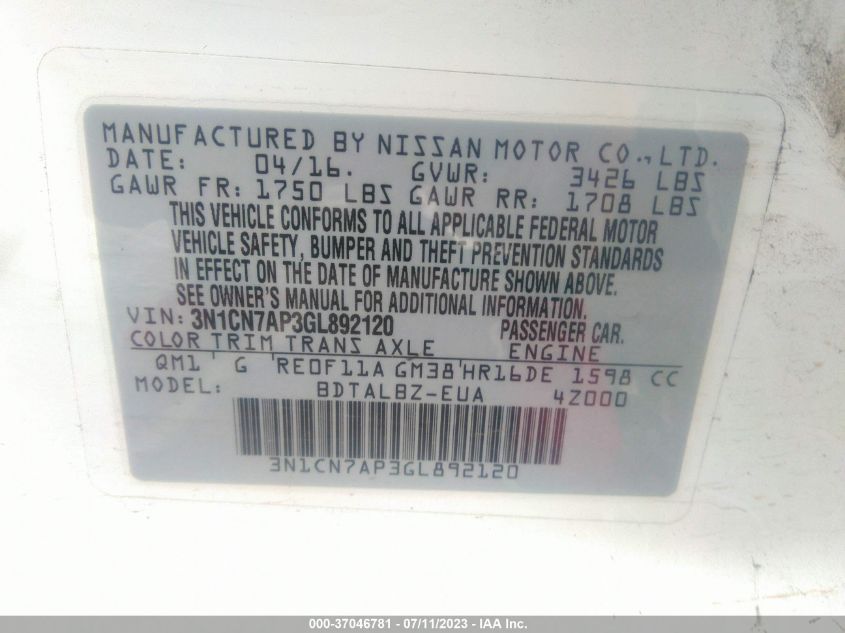 MANUFACTURED BY NISSAN MOTOR CO., LTD.
DATE: 04/16. GVWR: 3426 LBS
GAWR FR: 1750 LBS GAWR RR: 1708 LBS
THIS VEHICLE CONFORMS TO ALL APPLICABLE FEDERAL MOTOR
VEHICLE SAFETY, BUMPER AND THEFT PREVENTION STANDARDS
IN EFFECT ON THE DATE OF MANUFACTURE SHOWN ABOVE.
SEE OWNER'S MANUAL FOR ADDITIONAL INFORMATION.
VIN: 3N1CN7AP3GL892120 PASSENGER CAR.
COLOR TRIM TRANS AXLE ENGINE
QM1 G RE0F11A GM38 HR16DE 1598 CC
MODEL: BDTALBZ-EUA 4Z000
3N1CN7AP3GL892120
000-37046781 - 07/11/2023 - IAA Inc.